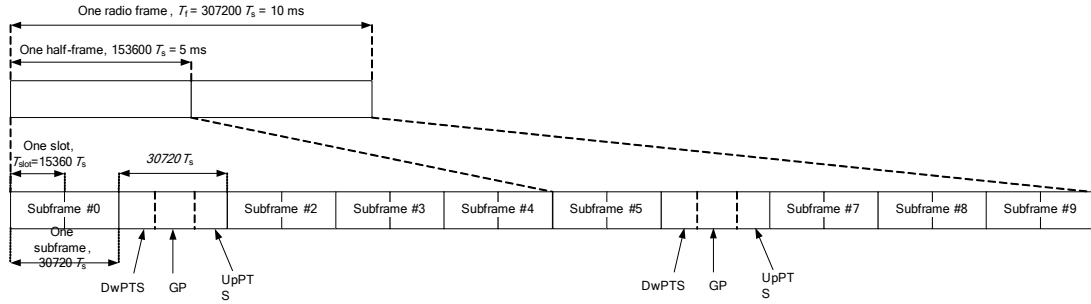 One radio frame , Tf = 307200 Ts = 10 ms
One half-frame, 153600 Ts = 5 ms
One slot,
Tslot=15360 Ts
30720 Ts
Subframe #0
Subframe #2
Subframe #3
Subframe #4
Subframe #5
Subframe #7
Subframe #8
Subframe #9
One
subframe ,
30720 Ts
DwPTS
GP
UpPT
S
DwPTS
GP
UpPT
S